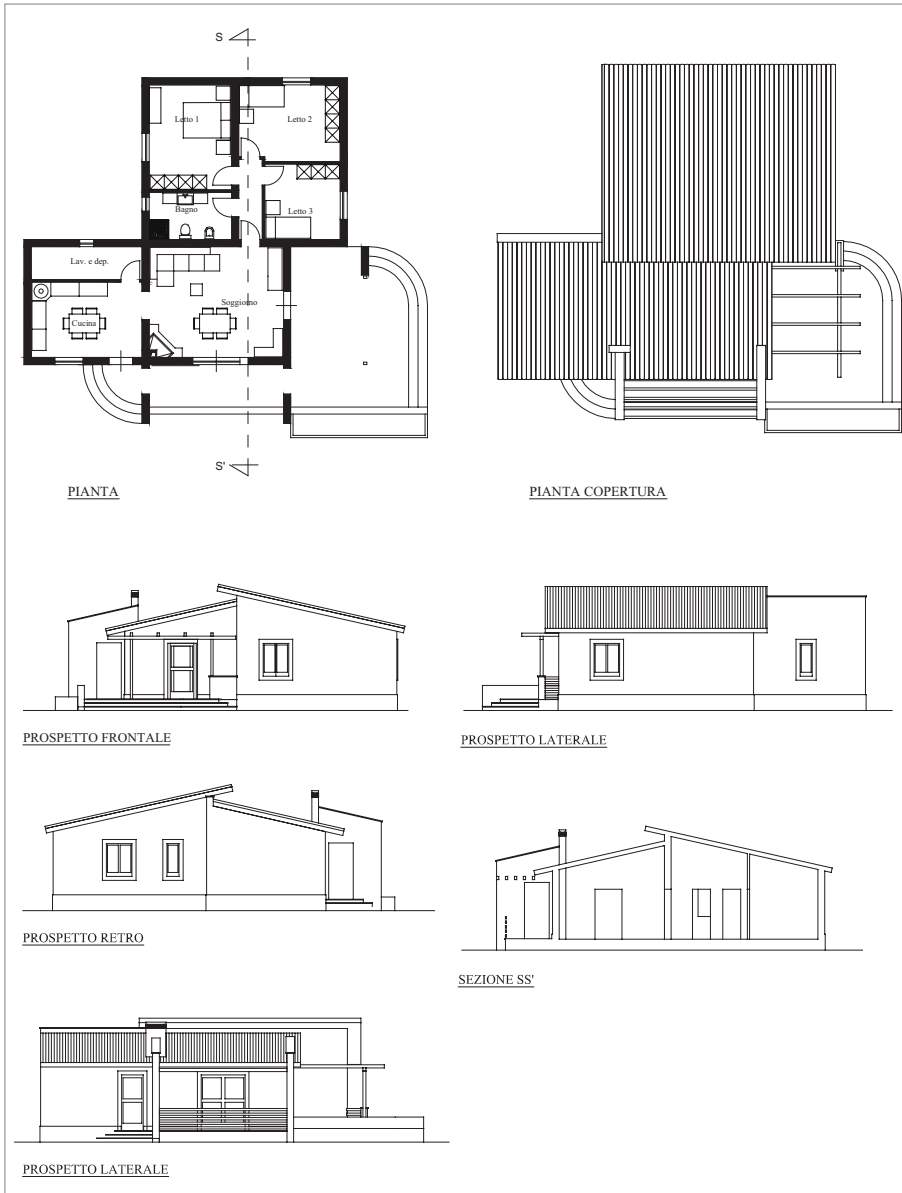 S
Letto 1
Letto 2
Bagno
Letto 3
Lav. e dep.
Soggiorno
Cucina
S'
PIANTA
PIANTA COPERTURA
PROSPETTO FRONTALE
PROSPETTO LATERALE
PROSPETTO RETRO
SEZIONE SS'
PROSPETTO LATERALE